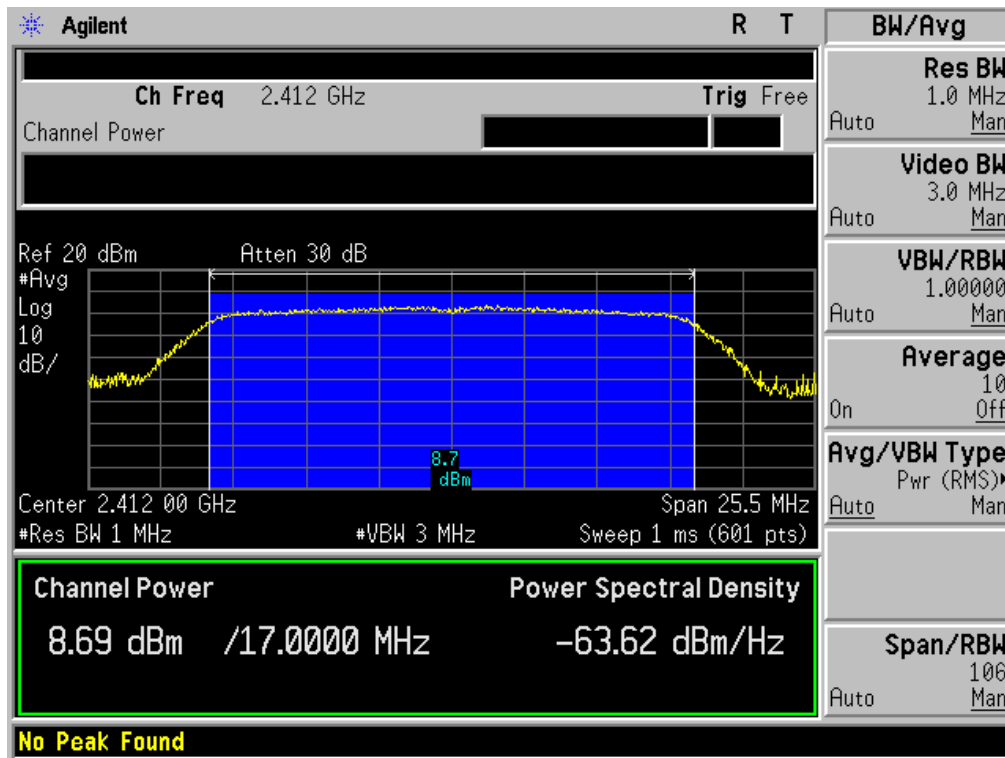 Agilent R T
Ch Freq 2.412 GHz Trig Free
Channel Power
Ref 20 dBm Atten 30 dB
#Avg
Log
10
dB/
8.7
dBm
Center 2.412 00 GHz Span 25.5 MHz
#Res BW 1 MHz #VBW 3 MHz Sweep 1 ms (601 pts)
Channel Power Power Spectral Density
8.69 dBm /17.0000 MHz -63.62 dBm/Hz
No Peak Found
BW/Avg
Res BW
1.0 MHz
Auto Man
Video BW
3.0 MHz
Auto Man
VBW/RBW
1.00000
Auto Man
Average
10
On Off
Avg/VBW Type
Pwr (RMS)▸
Auto Man
Span/RBW
106
Auto Man